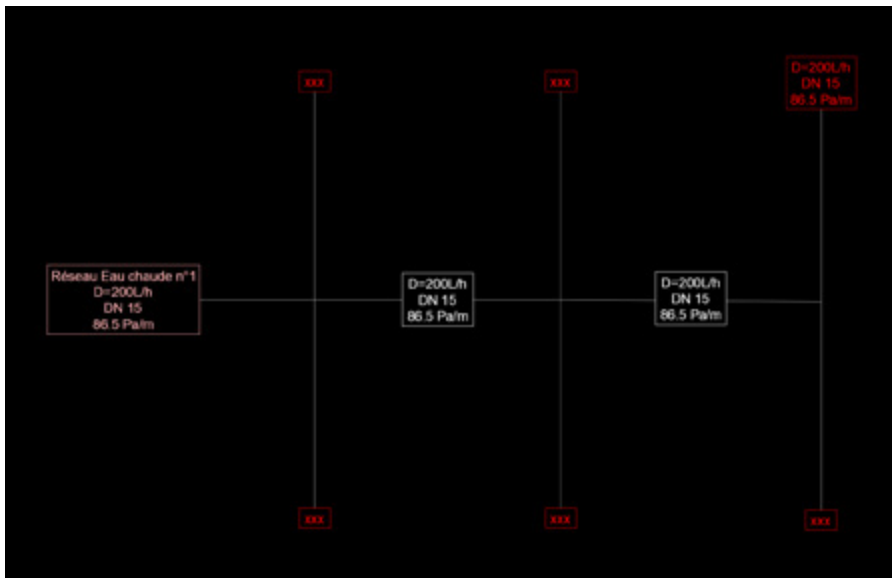 xxx
xxx
D=200L/h
DN 15
86.5 Pa/m
Réseau Eau chaude n°1
D=200L/h
DN 15
86.5 Pa/m
D=200L/h
DN 15
86.5 Pa/m
D=200L/h
DN 15
86.5 Pa/m
xxx
xxx
xxx